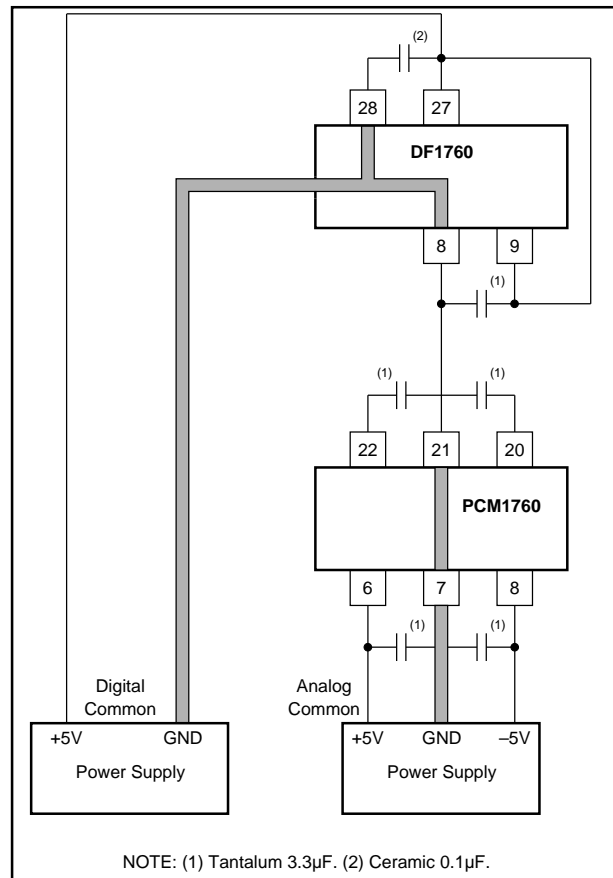 (2)
28 27
DF1760
8 9
(1)
(1) (1)
22 21 20
PCM1760
6 7 8
(1) (1)
Digital
Common
Analog
Common
+5V GND
Power Supply
+5V GND –5V
Power Supply
NOTE: (1) Tantalum 3.3µF. (2) Ceramic 0.1µF.